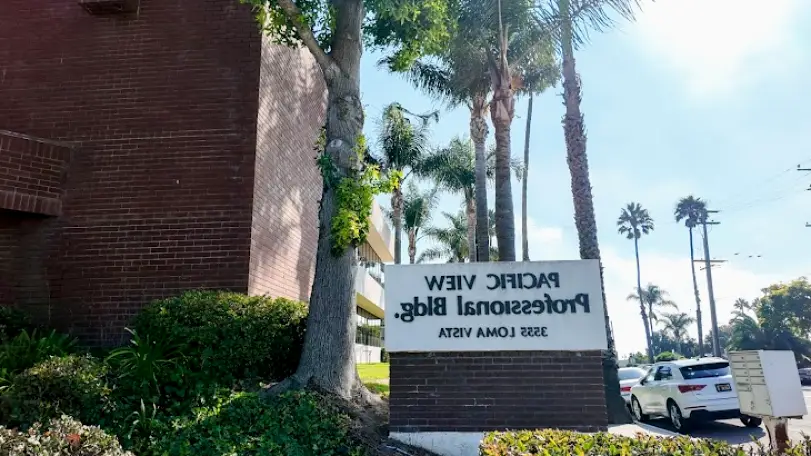 PACIFIC VIEW
Professional Bldg.
3555 LOMA VISTA